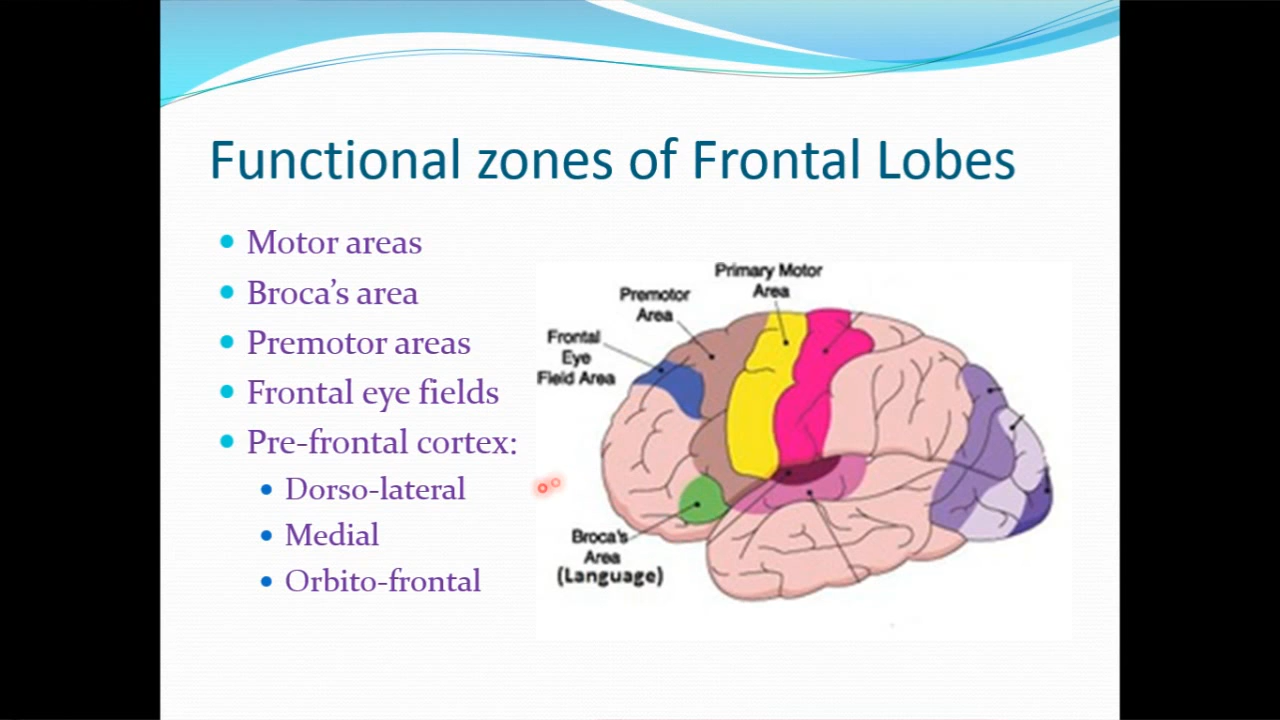 Functional zones of Frontal Lobes
Motor areas
Broca's area
Premotor areas
Frontal eye fields
Pre-frontal cortex:
Dorso-lateral
Medial
Orbito-frontal
Primary Motor
Area
Premotor
Area
Frontal
Eye
Field Area
Broca's
Area
(Language)